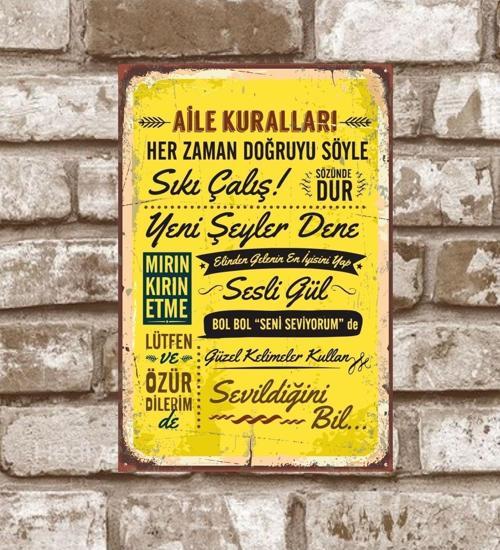 AİLE KURALLARI!
HER ZAMAN DOĞRUYU SÖYLE
Sıkı Çalış!
SÖZÜNDE
DUR
Yeni Şeyler Dene
MIRIN
KIRIN
ETME
Elinden Gelenin En İyisini Yap
Sesli Gül
BOL BOL "SENİ SEVİYORUM" de
LÜTFEN
ve
ÖZÜR
DİLERİM
de
Güzel Kelimeler Kullan
Sevildiğini
Bil...